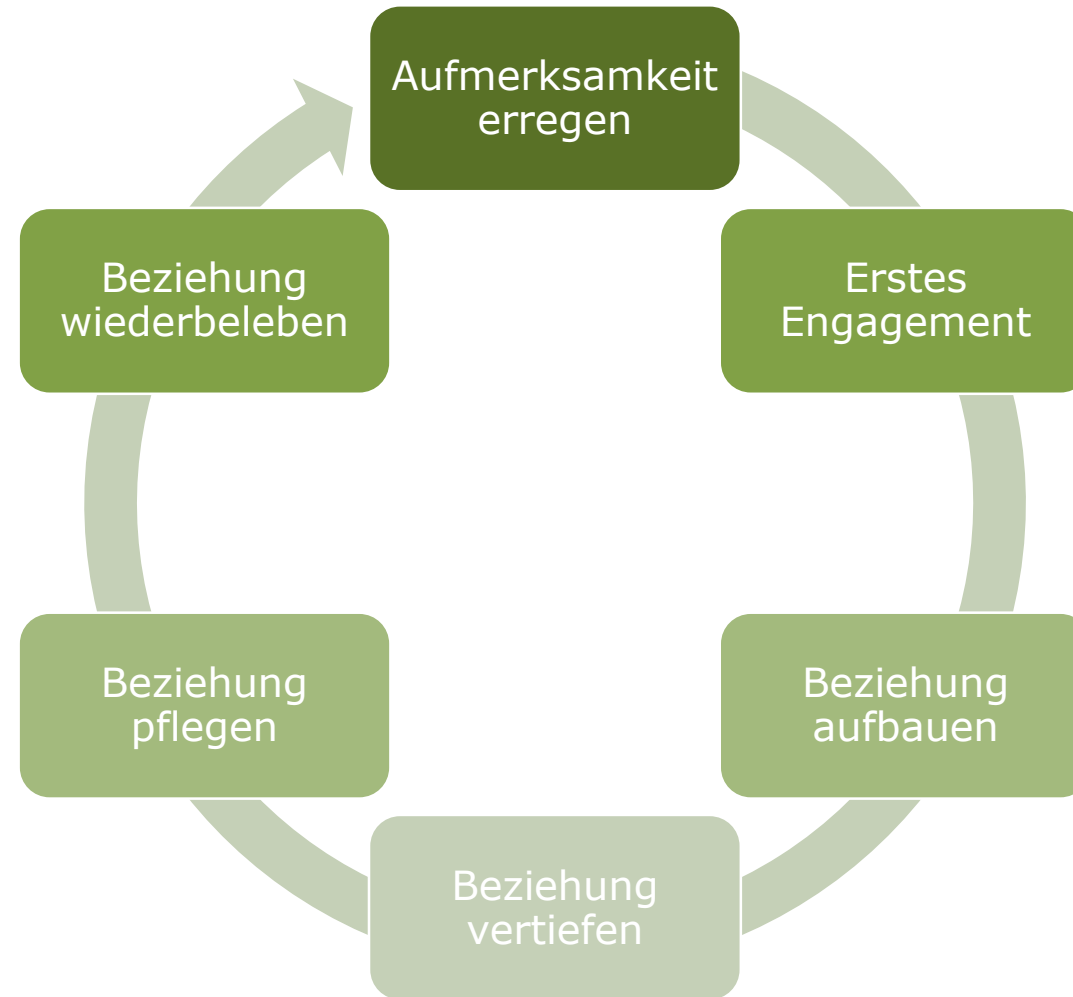 Aufmerksamkeit
erregen
Erstes
Engagement
Beziehung
aufbauen
Beziehung
vertiefen
Beziehung
pflegen
Beziehung
wiederbeleben